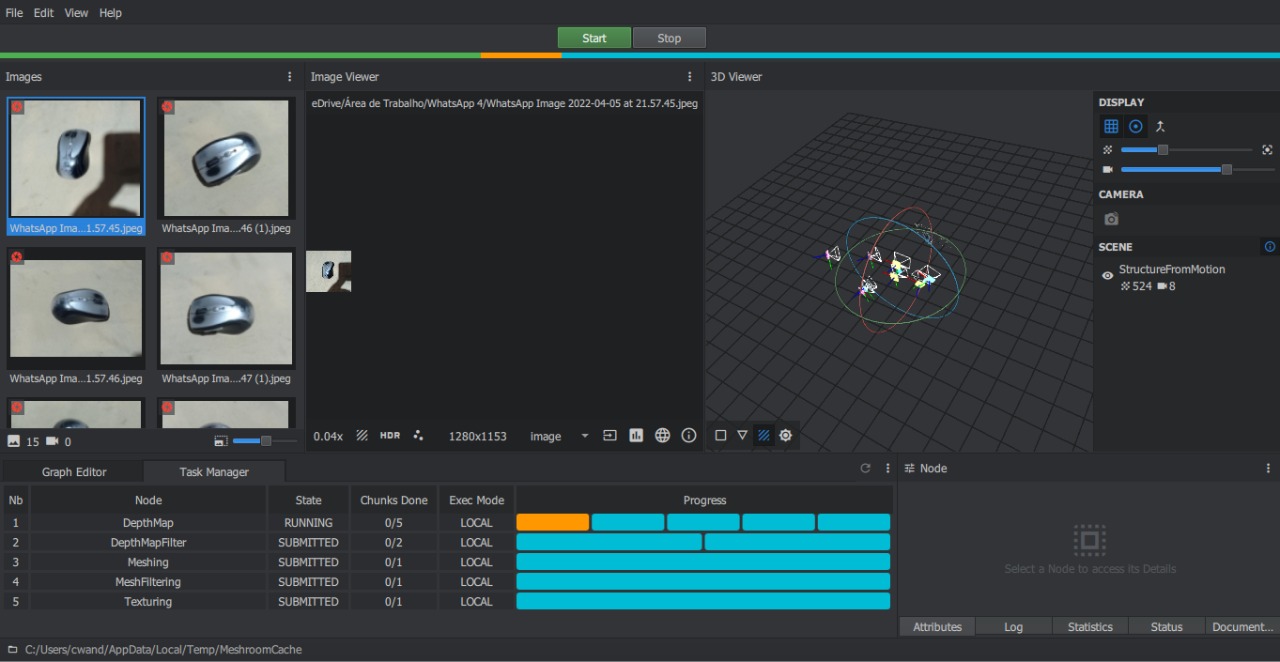 File Edit View Help
Start Stop
Images
Image Viewer
3D Viewer
eDrive/Área de Trabalho/WhatsApp 4/WhatsApp Image 2022-04-05 at 21.57.45.jpeg
WhatsApp Ima...1.57.45.jpeg
WhatsApp Ima....46 (1).jpeg
WhatsApp Ima...1.57.46.jpeg
WhatsApp Ima....47 (1).jpeg
15 0
0.04x HDR 1280x1153 image
DISPLAY
CAMERA
SCENE
StructureFromMotion
524 8
Graph Editor Task Manager
Node
Nb Node State Chunks Done Exec Mode Progress
1 DepthMap RUNNING 0/5 LOCAL
2 DepthMapFilter SUBMITTED 0/2 LOCAL
3 Meshing SUBMITTED 0/1 LOCAL
4 MeshFiltering SUBMITTED 0/1 LOCAL
5 Texturing SUBMITTED 0/1 LOCAL
Select a Node to access its Details
Attributes Log Statistics Status Document...
C:/Users/cwand/AppData/Local/Temp/MeshroomCache